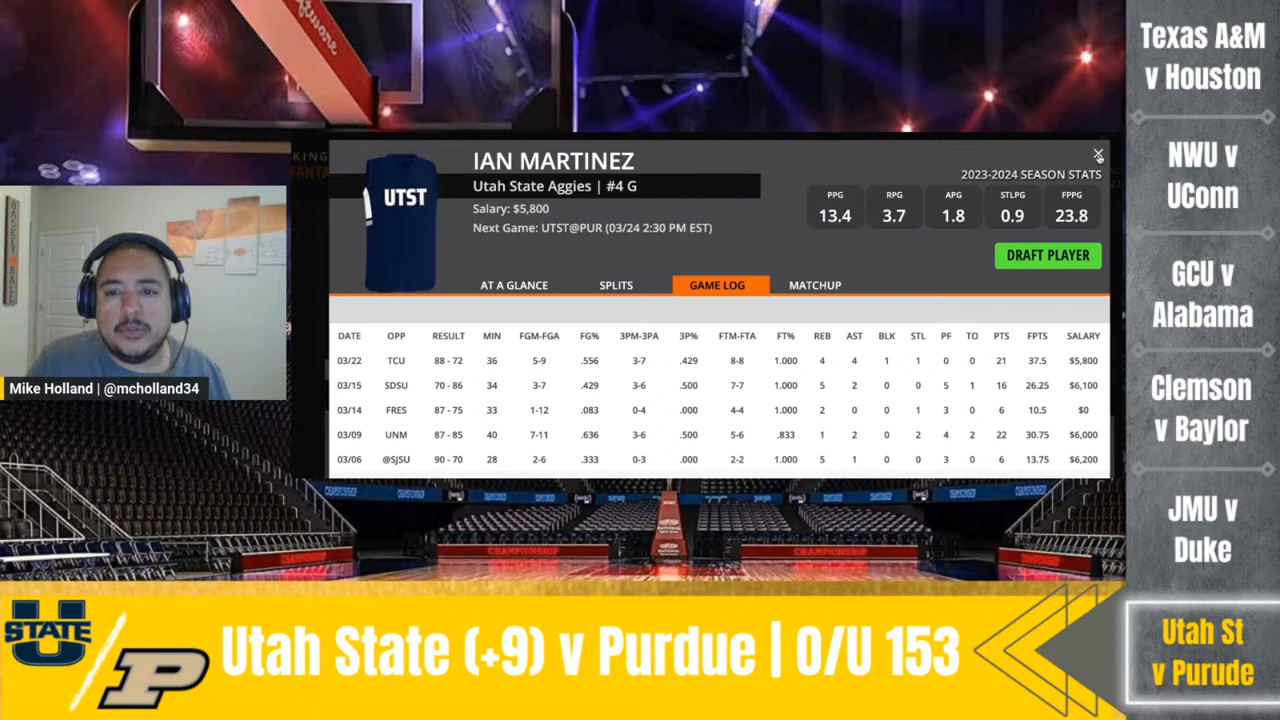 Texas A&M
v Houston
NWU v
UConn
GCU v
Alabama
Clemson
v Baylor
JMU v
Duke
Utah St
v Purude
KING
FANTA
IAN MARTINEZ
Utah State Aggies | #4 G
Salary: $5,800
Next Game: UTST@PUR (03/24 2:30 PM EST)
UTST
2023-2024 SEASON STATS
PPG RPG APG STLPG FPPG
13.4 3.7 1.8 0.9 23.8
DRAFT PLAYER
AT A GLANCE SPLITS GAME LOG MATCHUP
DATE OPP RESULT MIN FGM-FGA FG% 3PM-3PA 3P% FTM-FTA FT% REB AST BLK STL PF TO PTS FPTS SALARY
03/22 TCU 88 - 72 36 5-9 .556 3-7 .429 8-8 1.000 4 4 1 1 0 0 21 37.5 $5,800
03/15 SDSU 70 - 86 34 3-7 .429 3-6 .500 7-7 1.000 5 2 0 0 5 1 16 26.25 $6,100
03/14 FRES 87 - 75 33 1-12 .083 0-4 .000 4-4 1.000 2 0 0 1 3 0 6 10.5 $0
03/09 UNM 87 - 85 40 7-11 .636 3-6 .500 5-6 .833 1 2 0 2 4 2 22 30.75 $6,000
03/06 @SJSU 90 - 70 28 2-6 .333 0-3 .000 2-2 1.000 5 1 0 0 3 0 6 13.75 $6,200
Mike Holland | @mcholland34
CHAMPIONSHIP
CHAMPIONSHIP
U
STATE
P
Utah State (+9) v Purdue | O/U 153